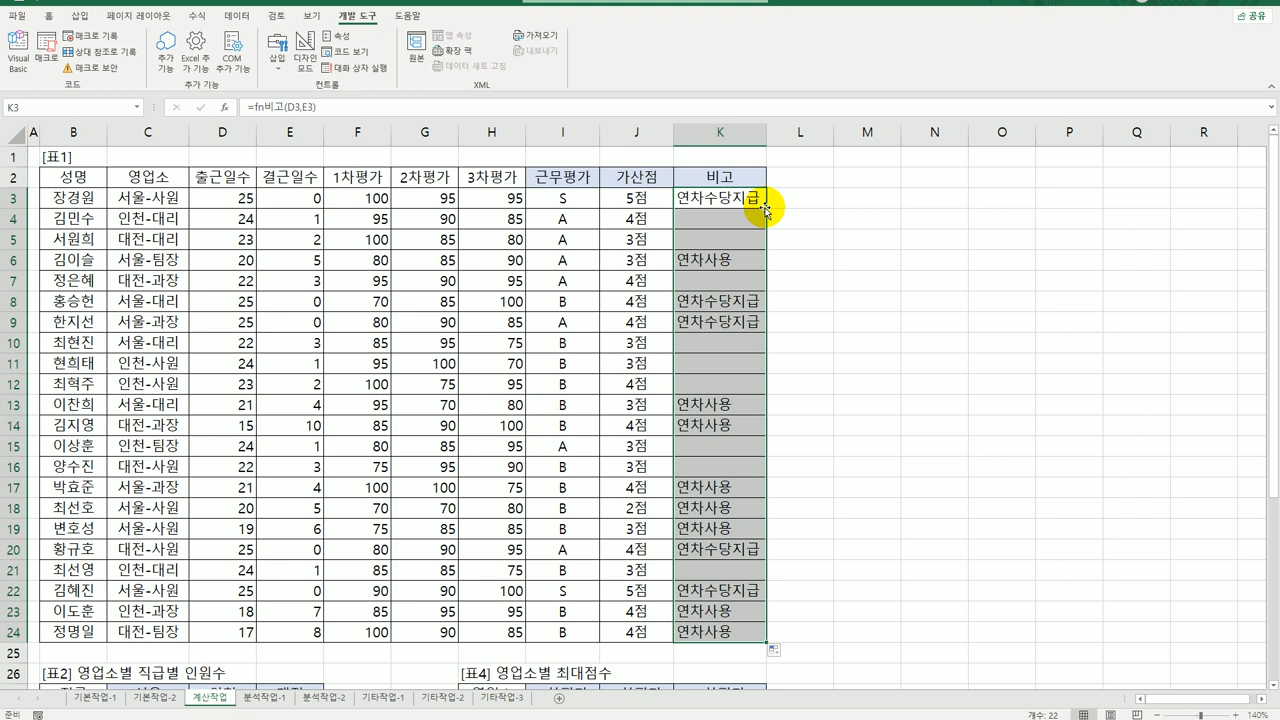 파일 홈 삽입 페이지 레이아웃 수식 데이터 검토 보기 개발 도구 도움말 공유
Visual Basic 매크로 매크로 기록 상대 참조로 기록 매크로 보안 코드
추가 기능 Excel 추가 기능 COM 추가 기능 추가 기능
삽입 디자인 모드 속성 코드 보기 대화 상자 실행 컨트롤
원본 맵 속성 확장 팩 데이터 새로 고침 가져오기 내보내기 XML
K3 fx =fn비고(D3,E3)
A B C D E F G H I J K L M N O P Q R
1 [표1]
2 성명 영업소 출근일수 결근일수 1차평가 2차평가 3차평가 근무평가 가산점 비고
3 장경원 서울-사원 25 0 100 95 95 S 5점 연차수당지급
4 김민수 인천-대리 24 1 95 90 80 A 4점
5 서원희 대전-대리 23 2 100 85 80 A 3점
6 김이슬 서울-팀장 20 5 80 85 90 A 3점 연차사용
7 정은혜 대전-과장 22 3 95 90 95 A 4점
8 홍승헌 서울-대리 25 0 70 85 100 B 4점 연차수당지급
9 한지선 서울-과장 25 0 80 90 85 A 4점 연차수당지급
10 최현진 서울-대리 22 3 85 95 75 B 3점
11 현희태 인천-사원 24 1 95 100 70 B 3점
12 최혁주 인천-사원 23 2 100 75 95 B 4점
13 이찬희 서울-대리 21 4 95 70 80 B 3점 연차사용
14 김지영 대전-과장 15 10 85 90 100 B 4점 연차사용
15 이상훈 인천-팀장 24 1 80 85 95 A 3점
16 양수진 대전-사원 22 3 75 95 90 B 3점
17 박효준 서울-과장 21 4 100 100 75 B 4점 연차사용
18 최선호 서울-사원 20 5 70 70 80 B 2점 연차사용
19 변호성 서울-사원 19 6 75 85 85 B 3점 연차사용
20 황규호 대전-사원 25 0 80 90 95 A 4점 연차수당지급
21 최선영 인천-대리 24 1 85 85 75 B 3점
22 김혜진 서울-사원 25 0 90 90 100 S 5점 연차수당지급
23 이도훈 인천-과장 18 7 85 95 95 B 4점 연차사용
24 정명일 대전-팀장 17 8 100 90 85 B 4점 연차사용
25
26 [표2] 영업소별 직급별 인원수 [표4] 영업소별 최대점수
기본작업-1 기본작업-2 계산작업 분석작업-1 분석작업-2 기타작업-1 기타작업-2 기타작업-3
준비 개수: 22 140%